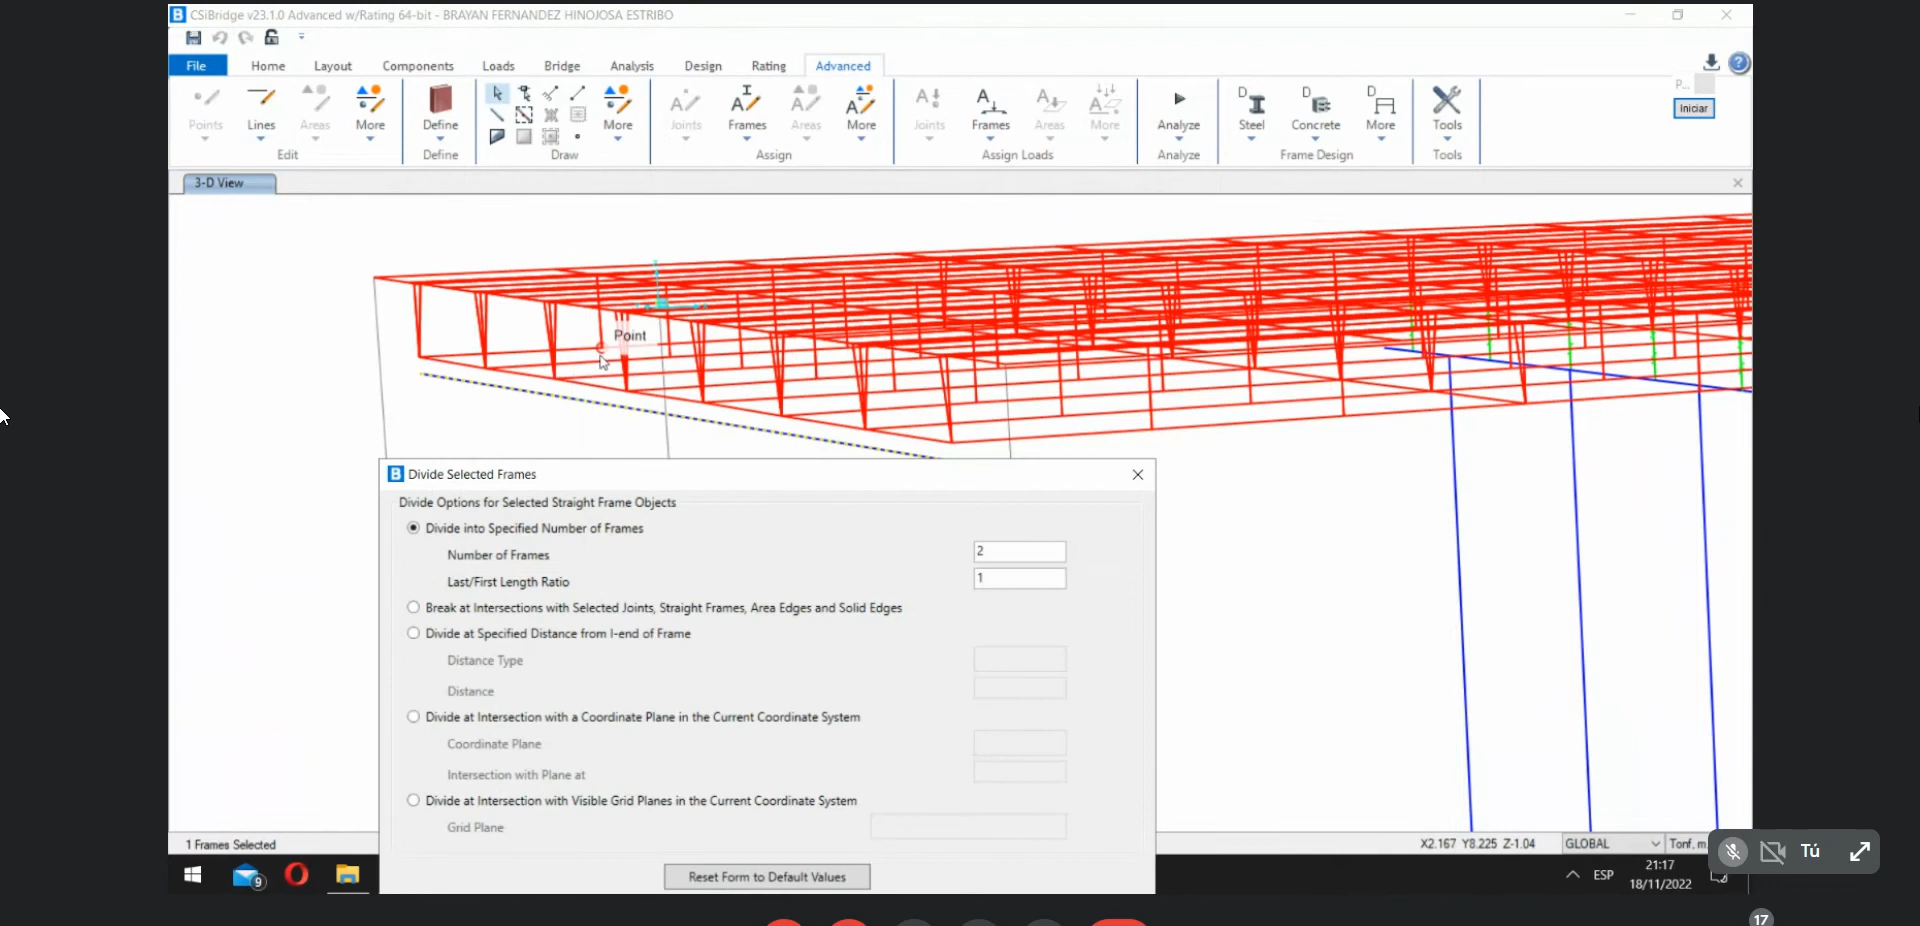 CSiBridge v23.1.0 Advanced w/Rating 64-bit - BRAYAN FERNANDEZ HINOJOSA ESTRIBO
File Home Layout Components Loads Bridge Analysis Design Rating Advanced
P...
Iniciar
Points Lines Areas More Define More Joints Frames Areas More Joints Frames Areas More Analyze Steel Concrete More Tools
Edit Define Draw Assign Assign Loads Analyze Frame Design Tools
3-D View
Point
Divide Selected Frames
Divide Options for Selected Straight Frame Objects
Divide into Specified Number of Frames
Number of Frames 2
Last/First Length Ratio 1
Break at Intersections with Selected Joints, Straight Frames, Area Edges and Solid Edges
Divide at Specified Distance from I-end of Frame
Distance Type
Distance
Divide at Intersection with a Coordinate Plane in the Current Coordinate System
Coordinate Plane
Intersection with Plane at
Divide at Intersection with Visible Grid Planes in the Current Coordinate System
Grid Plane
Reset Form to Default Values
1 Frames Selected
X2.167 Y8.225 Z-1.04 GLOBAL Tonf, m,
Tú
9
ESP
21:17
18/11/2022
17